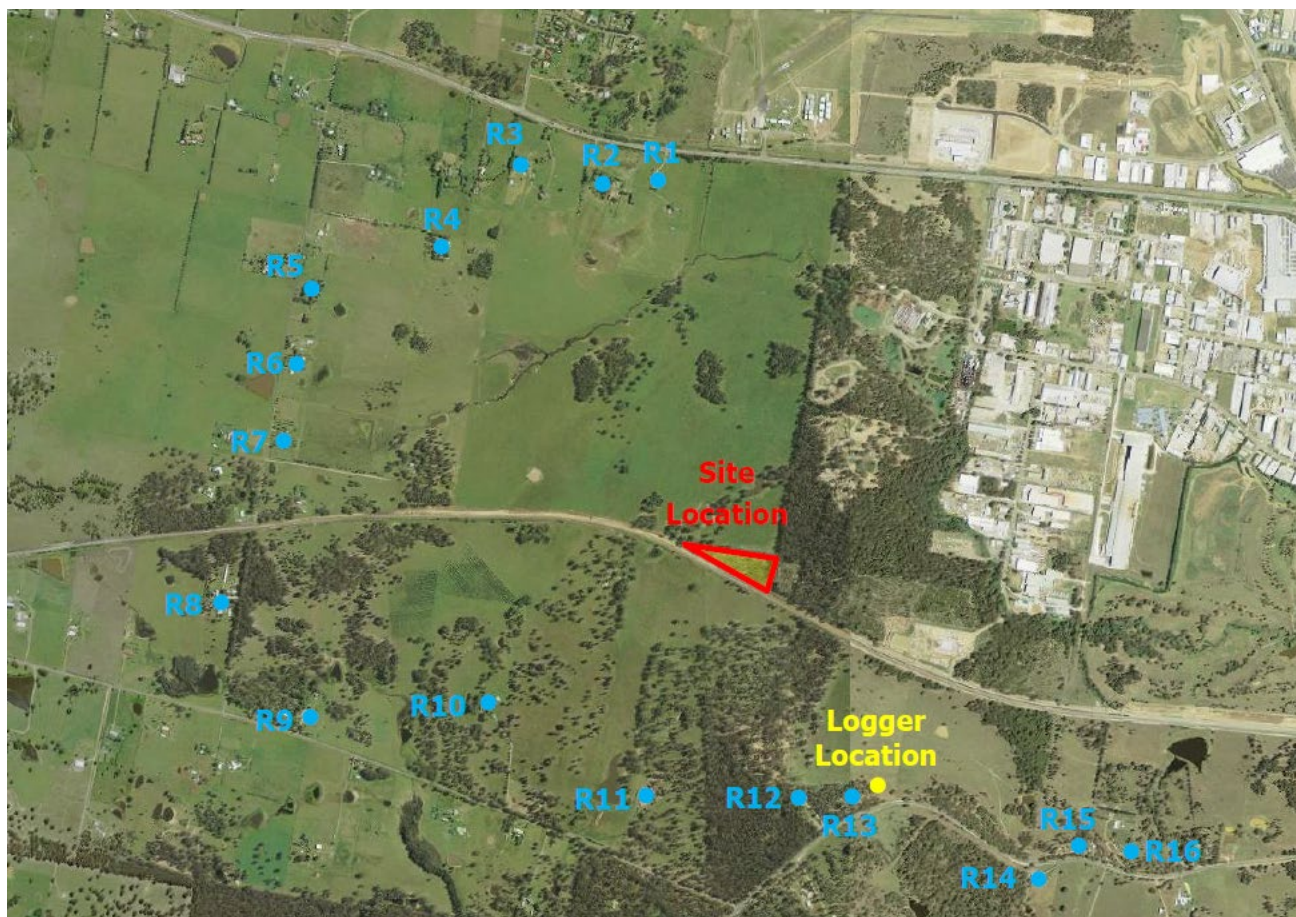 R3
R2
R1
R4
R5
R6
R7
Site
Location
R8
R9
R10
Logger
Location
R11
R12
R13
R15
R16
R14